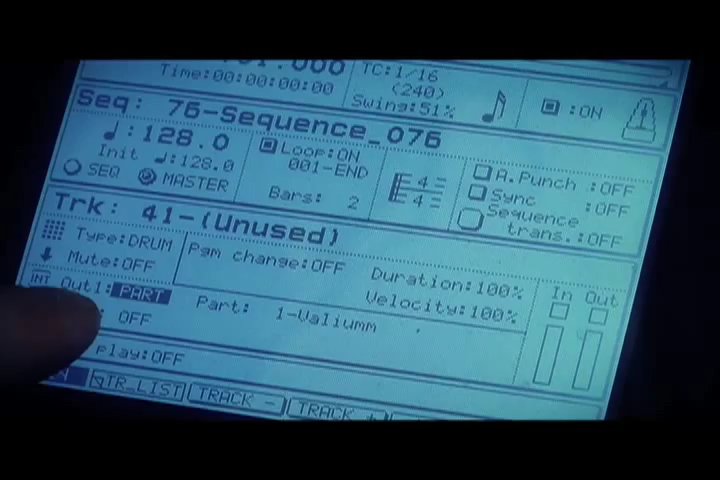 Time:00:00:00:00
TC:1/16
(240)
Swing:51%
:ON
Seq: 76-Sequence_076
♩:128.0
Init ♩:128.0
SEQ MASTER
Loop:ON
001-END
Bars: 2
4=
4=
A.Punch :OFF
Sync :OFF
Sequence
trans.:OFF
Trk: 41-(Unused)
Type:DRUM
Mute:OFF
Pgm change:OFF
Duration:100%
Velocity:100%
In Out
INT Out1:PART
: OFF
Part: 1-Valiumm
play:OFF
TR_LIST
TRACK -
TRACK +